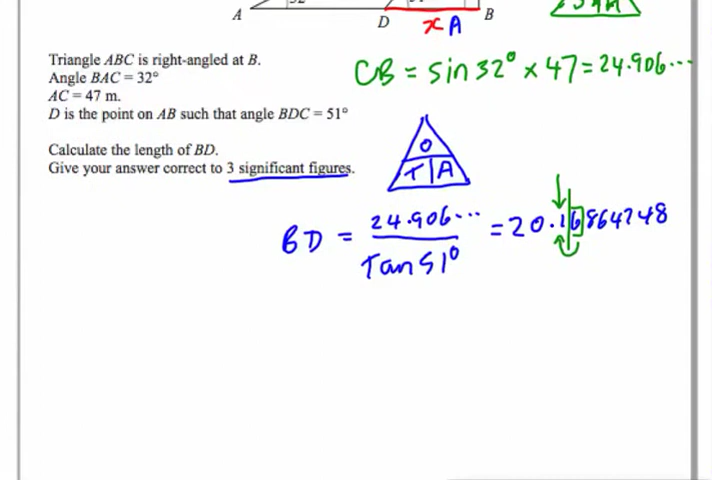 A D B
x A
Triangle ABC is right-angled at B.
Angle BAC = 32°
AC = 47 m.
D is the point on AB such that angle BDC = 51°
CB = Sin 32° × 47 = 24.906...
Calculate the length of BD.
Give your answer correct to 3 significant figures.
O
T A
BD = 24.906... / Tan 51° = 20.16864748